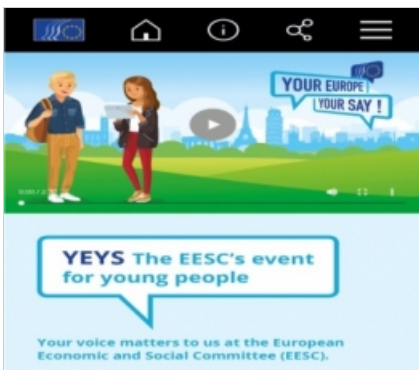 YOUR EUROPE
YOUR SAY !
YEYS The EESC's event
for young people
Your voice matters to us at the European
Economic and Social Committee (EESC).